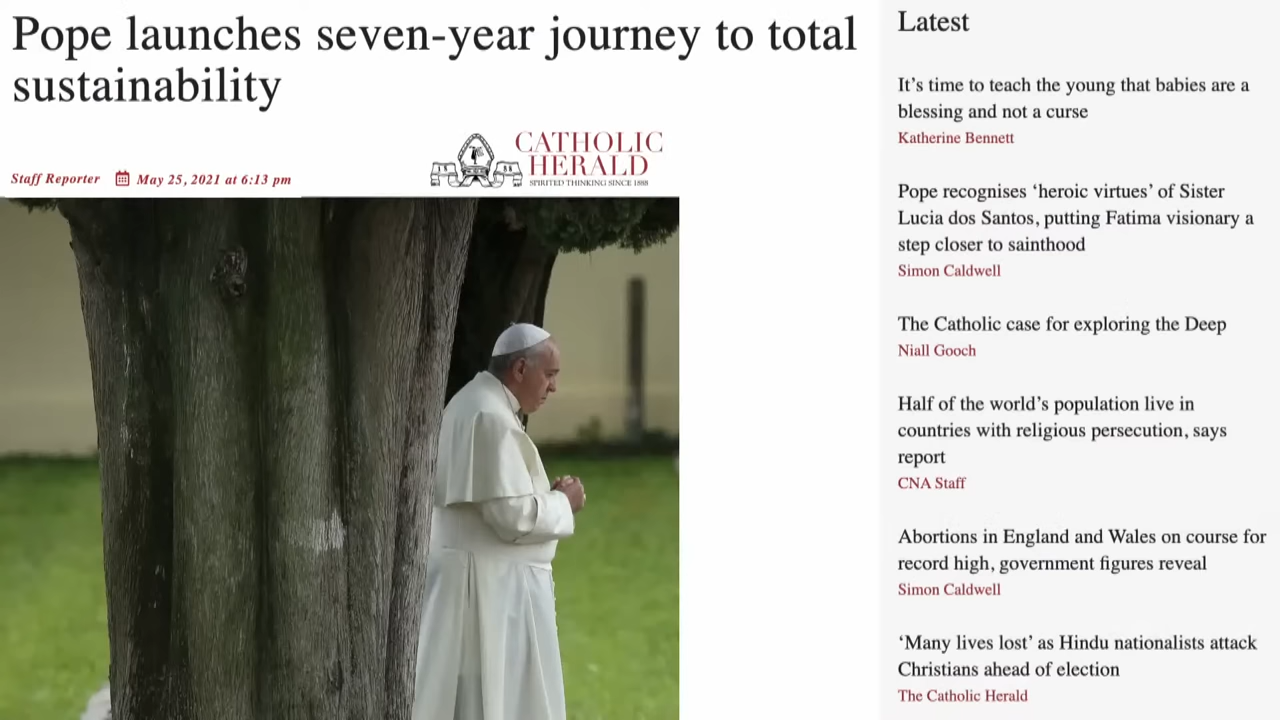 Pope launches seven-year journey to total
sustainability
CATHOLIC
HERALD
SPIRITED THINKING SINCE 1888
Staff Reporter May 25, 2021 at 6:13 pm
Latest
It’s time to teach the young that babies are a
blessing and not a curse
Katherine Bennett
Pope recognises ‘heroic virtues’ of Sister
Lucia dos Santos, putting Fatima visionary a
step closer to sainthood
Simon Caldwell
The Catholic case for exploring the Deep
Niall Gooch
Half of the world’s population live in
countries with religious persecution, says
report
CNA Staff
Abortions in England and Wales on course for
record high, government figures reveal
Simon Caldwell
‘Many lives lost’ as Hindu nationalists attack
Christians ahead of election
The Catholic Herald